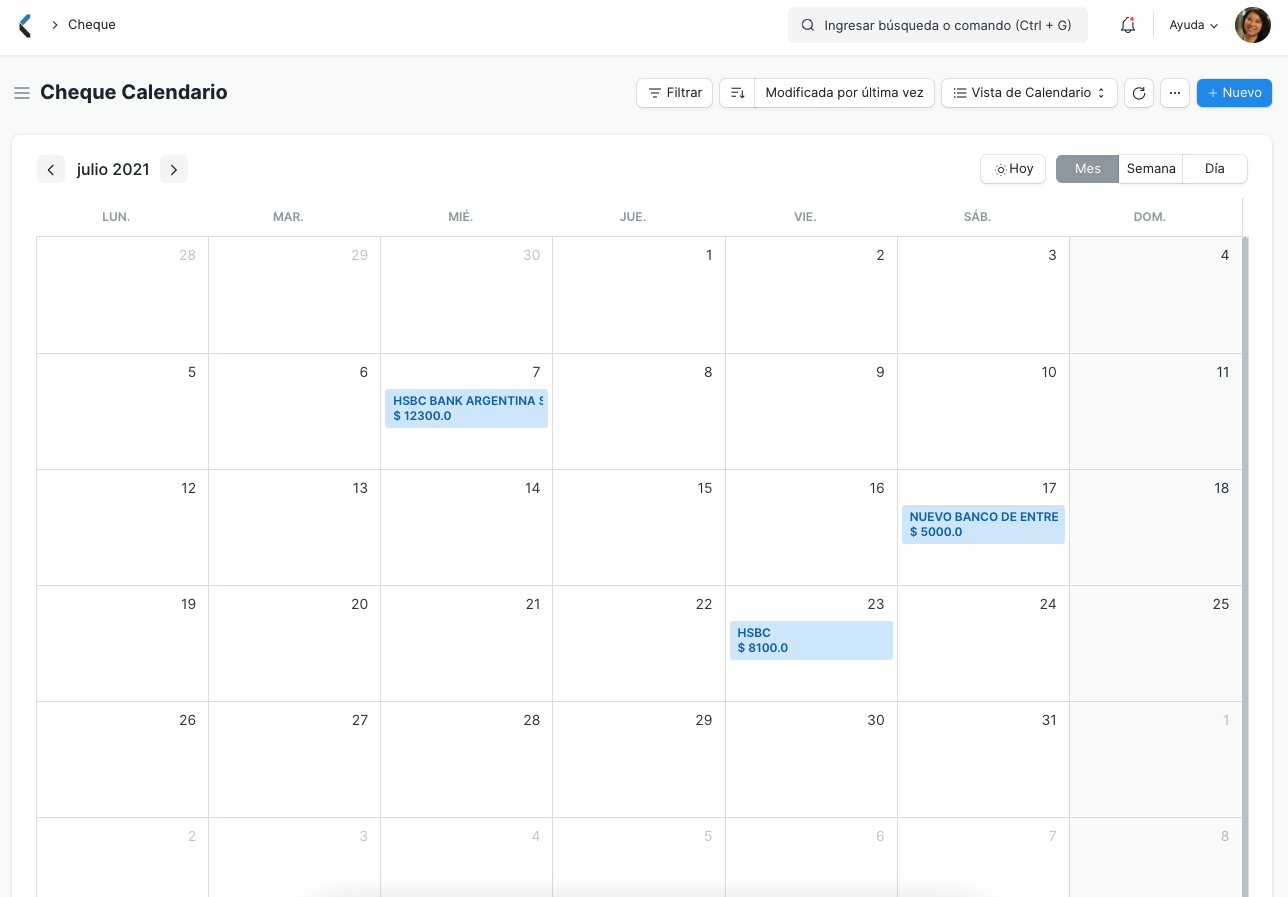 Cheque
Ingresar búsqueda o comando (Ctrl + G)
Ayuda
Cheque Calendario
Filtrar
Modificada por última vez
Vista de Calendario
+ Nuevo
julio 2021
Hoy
Mes Semana Día
LUN. MAR. MIÉ. JUE. VIE. SÁB. DOM.
28 29 30 1 2 3 4
5 6 7 8 9 10 11
HSBC BANK ARGENTINA
$ 12300.0
12 13 14 15 16 17 18
NUEVO BANCO DE ENTRE
$ 5000.0
19 20 21 22 23 24 25
HSBC
$ 8100.0
26 27 28 29 30 31 1
2 3 4 5 6 7 8